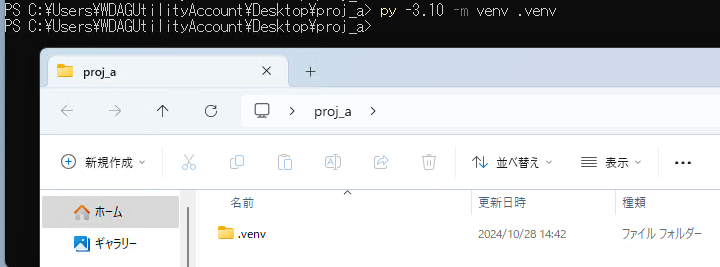 PS C:¥Users¥WDAGUtilityAccount¥Desktop¥proj_a> py -3.10 -m venv .venv
PS C:¥Users¥WDAGUtilityAccount¥Desktop¥proj_a>
proj_a
proj_a
新規作成
並べ替え
表示
名前 更新日時 種類
ホーム
.venv 2024/10/28 14:42 ファイル フォルダー
ギャラリー